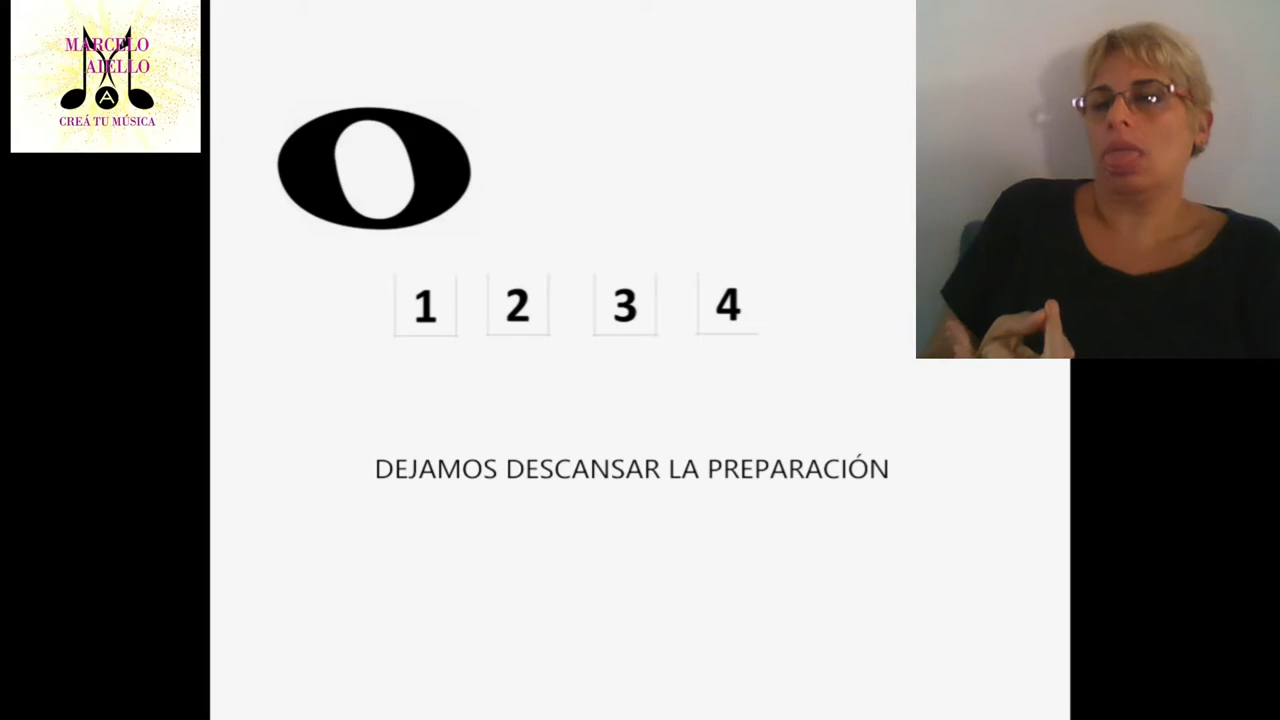 MARCELO
AIELLO
A
CREÁ TU MÚSICA
1 2 3 4
DEJAMOS DESCANSAR LA PREPARACIÓN